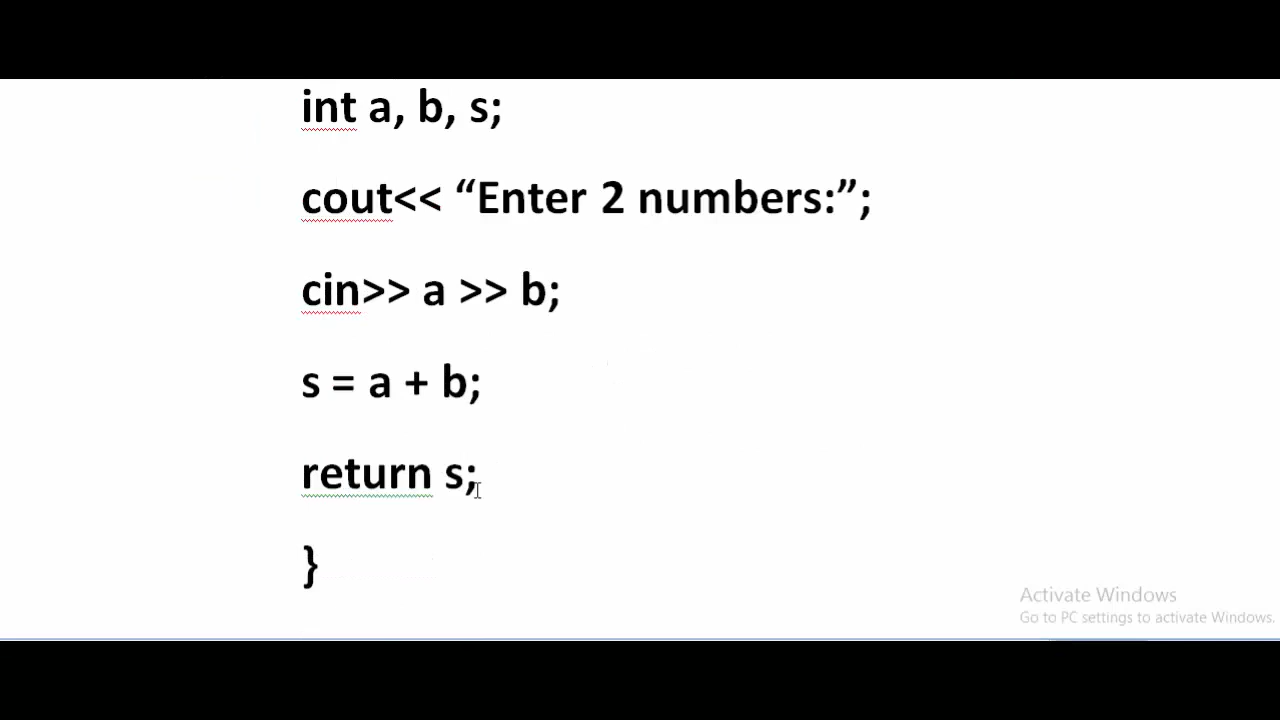 int a, b, s;
cout<< “Enter 2 numbers:”;
cin>> a >> b;
s = a + b;
return s;
}
Activate Windows
Go to PC settings to activate Windows.